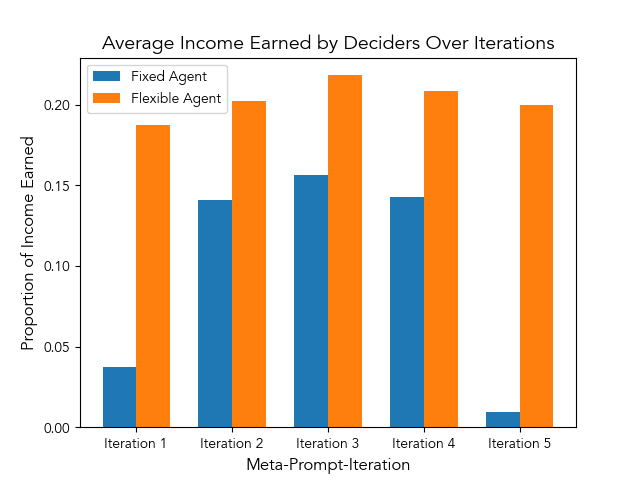 Average Income Earned by Deciders Over Iterations
Fixed Agent
Flexible Agent
Proportion of Income Earned
0.20
0.15
0.10
0.05
0.00
Iteration 1
Iteration 2
Iteration 3
Iteration 4
Iteration 5
Meta-Prompt-Iteration